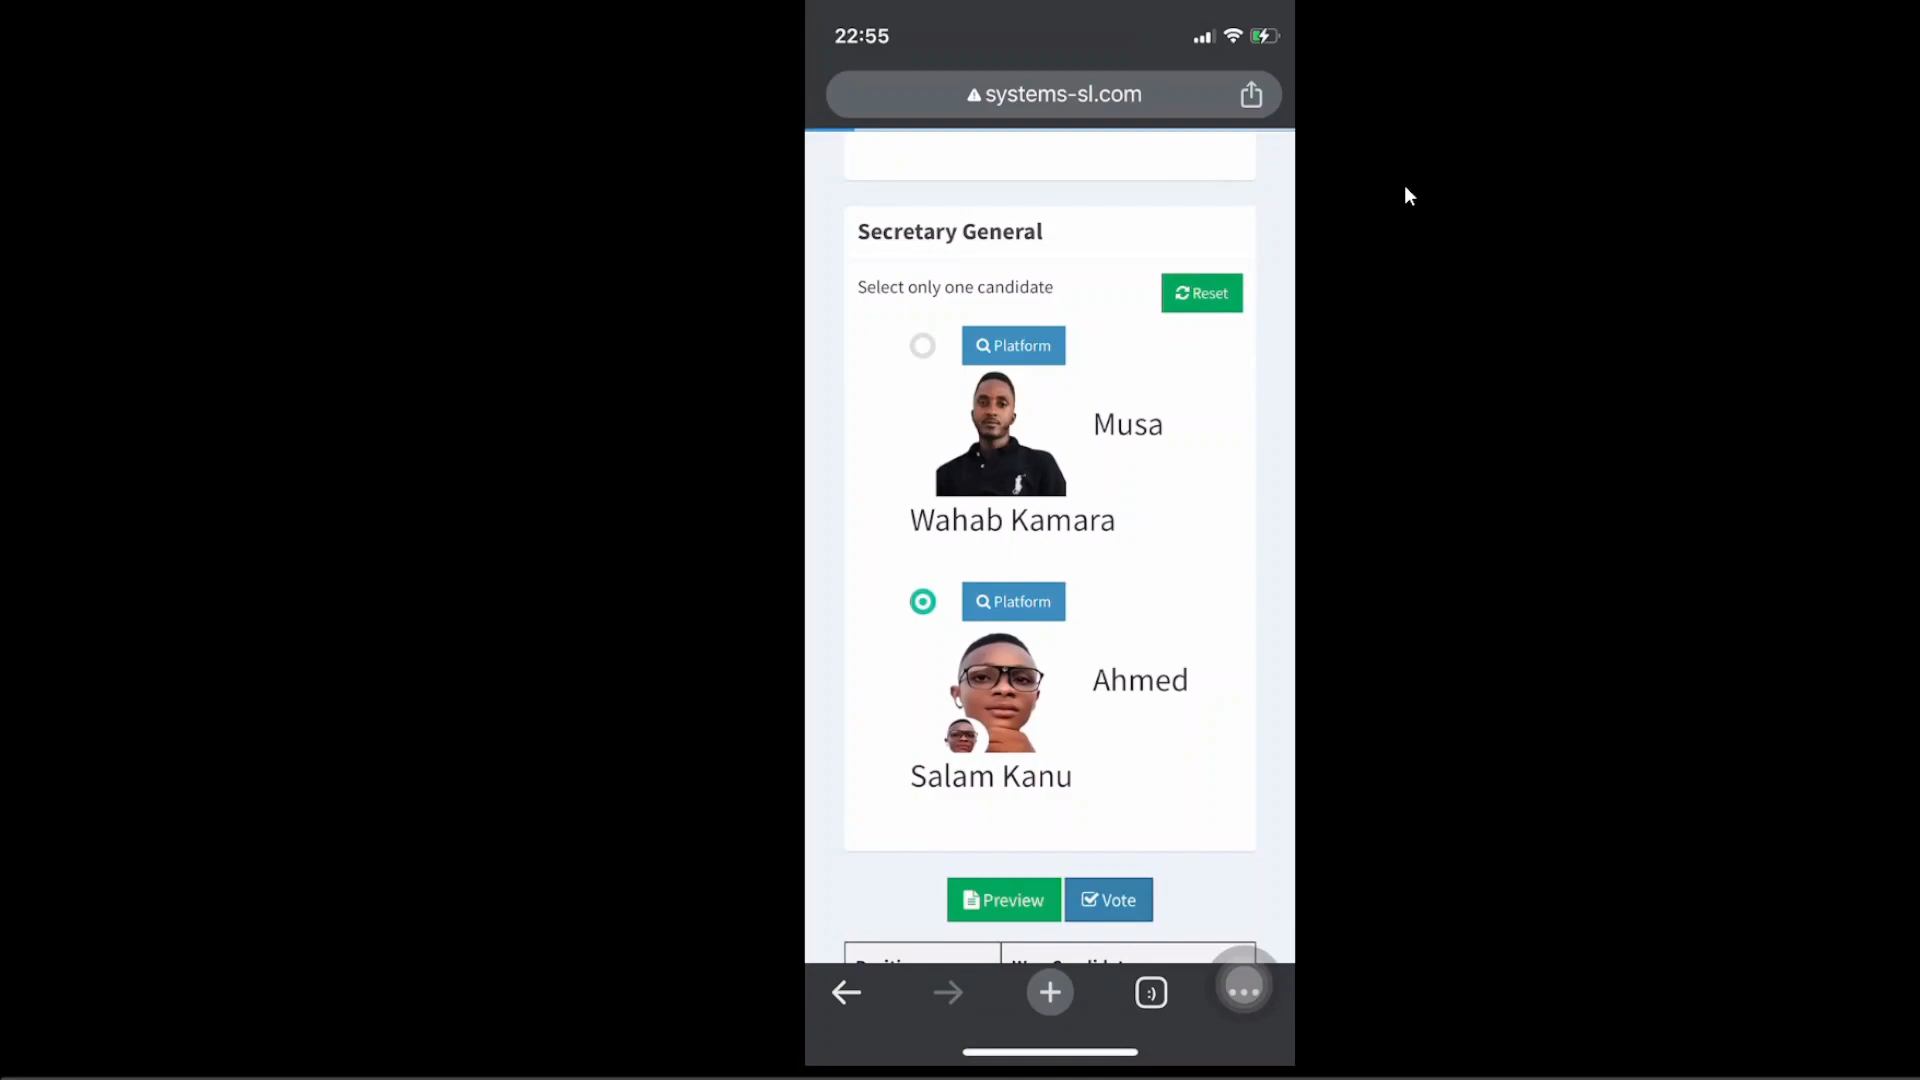 22:55
systems-sl.com
Secretary General
Select only one candidate
Reset
Platform
Musa
Wahab Kamara
Platform
Ahmed
Salam Kanu
Preview
Vote
:)